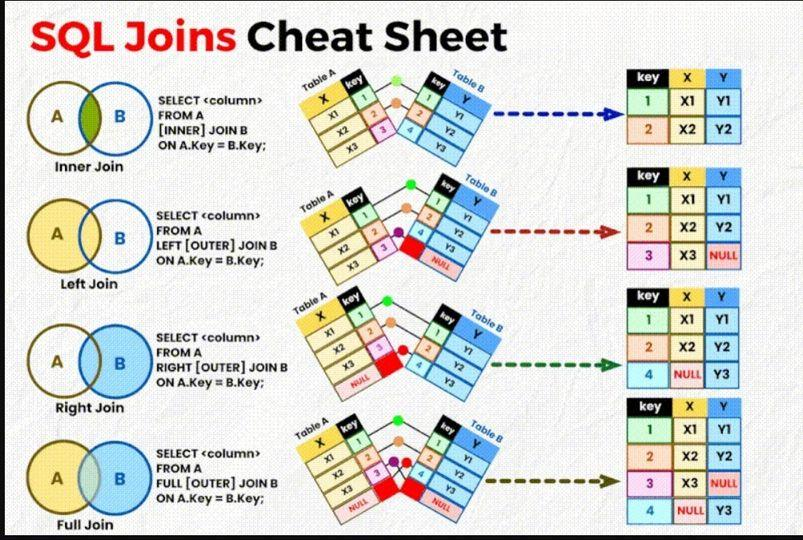 SQL Joins Cheat Sheet
A B
Inner Join
SELECT <column>
FROM A
[INNER] JOIN B
ON A.Key = B.Key;
Table A
X key
X1 1
X2 2
X3 3
Table B
key Y
1 Y1
2 Y2
4 Y3
key X Y
1 X1 Y1
2 X2 Y2
A B
Left Join
SELECT <column>
FROM A
LEFT [OUTER] JOIN B
ON A.Key = B.Key;
Table A
X key
X1 1
X2 2
X3 3
Table B
key Y
1 Y1
2 Y2
4 Y3
NULL
key X Y
1 X1 Y1
2 X2 Y2
3 X3 NULL
A B
Right Join
SELECT <column>
FROM A
RIGHT [OUTER] JOIN B
ON A.Key = B.Key;
Table A
X key
X1 1
X2 2
X3 3
NULL
Table B
key Y
1 Y1
2 Y2
4 Y3
key X Y
1 X1 Y1
2 X2 Y2
4 NULL Y3
A B
Full Join
SELECT <column>
FROM A
FULL [OUTER] JOIN B
ON A.Key = B.Key;
Table A
X key
X1 1
X2 2
X3 3
NULL
Table B
key Y
1 Y1
2 Y2
4 Y3
NULL
key X Y
1 X1 Y1
2 X2 Y2
3 X3 NULL
4 NULL Y3